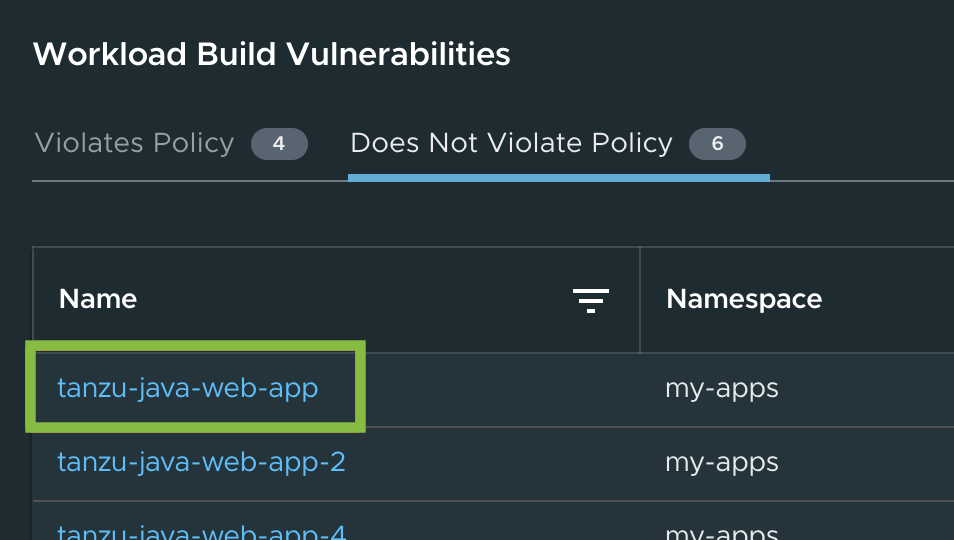 Workload Build Vulnerabilities
Violates Policy 4 Does Not Violate Policy 6
Name Namespace
tanzu-java-web-app my-apps
tanzu-java-web-app-2 my-apps
tanzu-java-web-app-4 my-apps